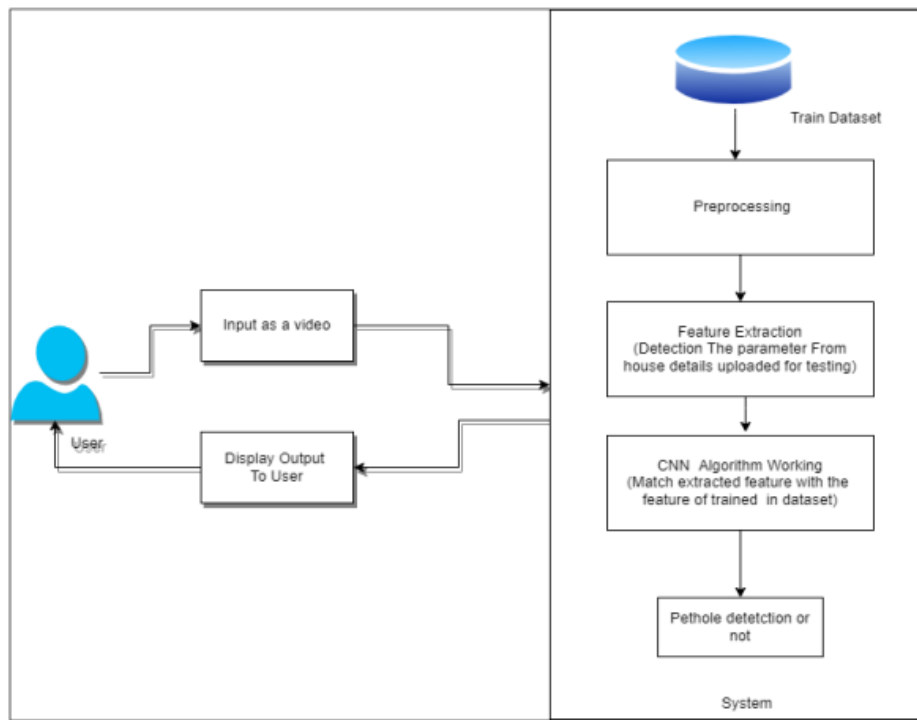 Train Dataset
Preprocessing
Feature Extraction
(Detection The parameter From
house details uploaded for testing)
CNN Algorithm Working
(Match extracted feature with the
feature of trained in dataset)
Pethole detetction or
not
System
Input as a video
User
Display Output
To User